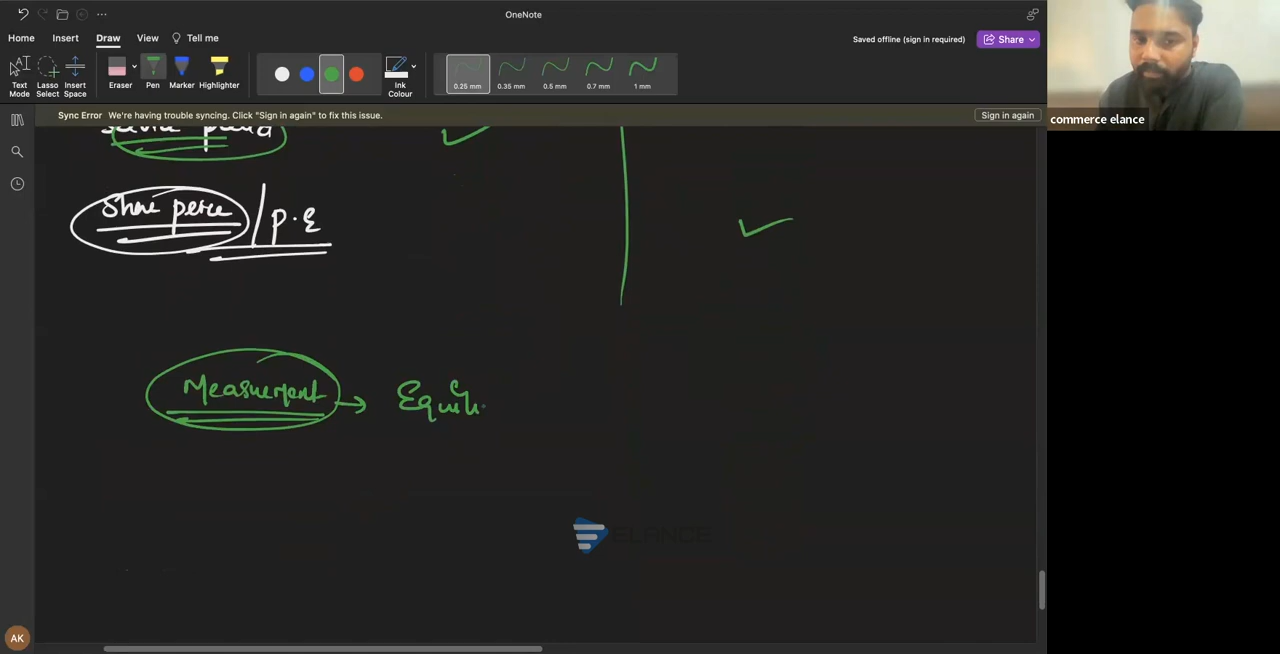 OneNote
Home Insert Draw View Tell me
Saved offline (sign in required) Share
Text Mode
Lasso Select
Insert Space
Eraser Pen Marker Highlighter
Ink Colour
0.25 mm 0.35 mm 0.5 mm 0.7 mm 1 mm
Sync Error We're having trouble syncing. Click "Sign in again" to fix this issue. Sign in again
commerce elance
Share / P.E
Measurement → Equi
ELANCE
AK